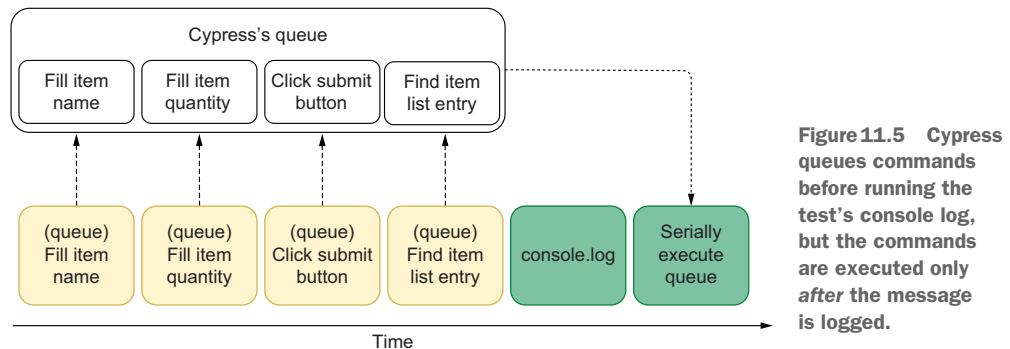 Cypress's queue
Fill item
name
Fill item
quantity
Click submit
button
Find item
list entry
(queue)
Fill item
name
(queue)
Fill item
quantity
(queue)
Click submit
button
(queue)
Find item
list entry
console.log
Serially
execute
queue
Time
Figure 11.5 Cypress
queues commands
before running the
test's console log,
but the commands
are executed only
after the message
is logged.